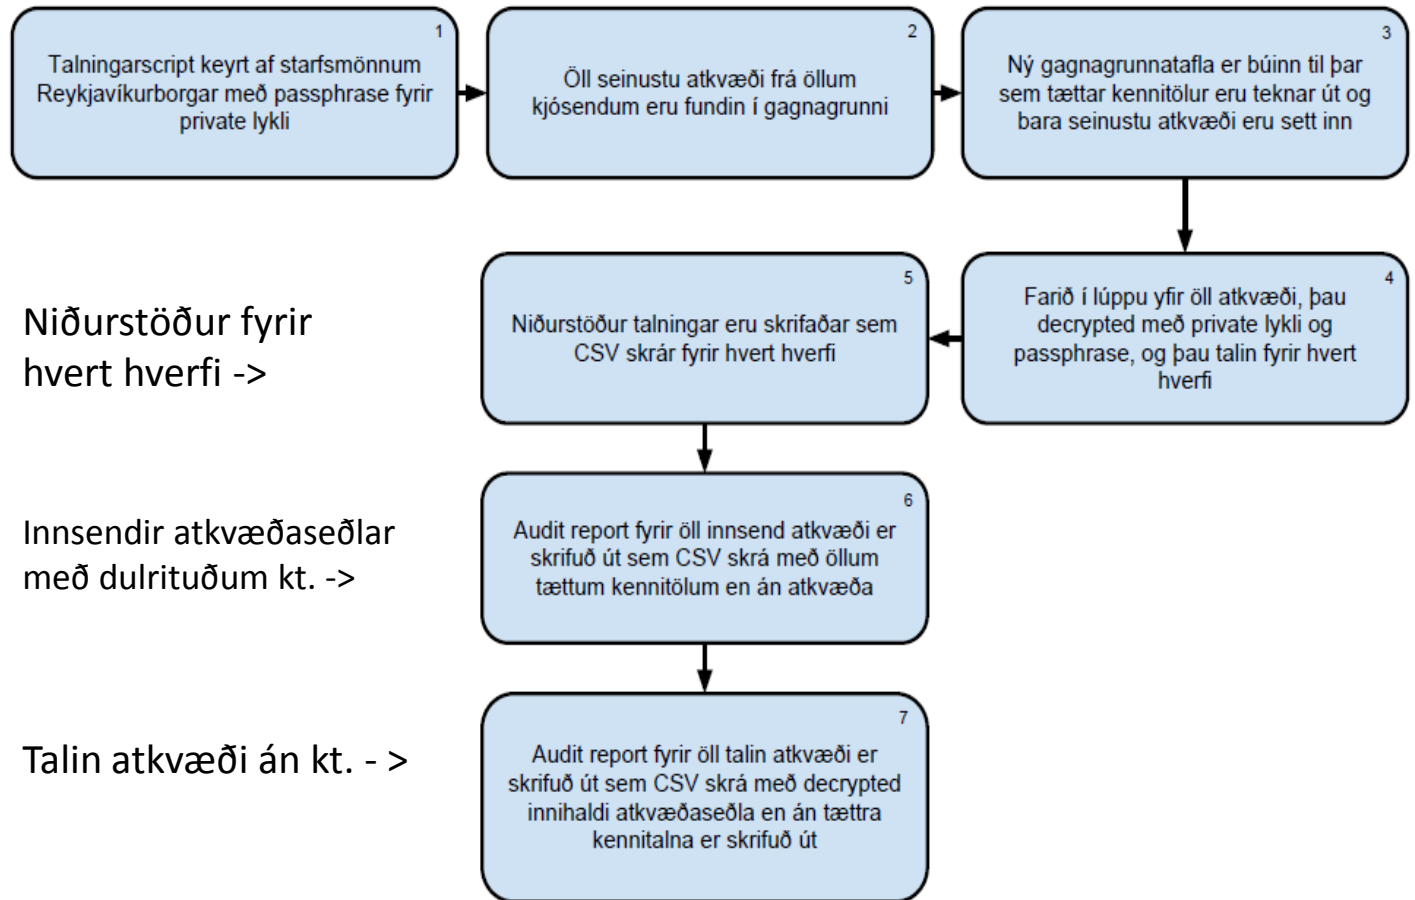 1
Talningarscript keyrt af starfsmönnum
Reykjavíkurborgar með passphrase fyrir
private lykli
2
Öll seinustu atkvæði frá öllum
kjósendum eru fundin í gagnagrunni
3
Ný gagnagrunnatafla er búinn til þar
sem tættar kennitölur eru teknar út og
bara seinustu atkvæði eru sett inn
4
Farið í lúppu yfir öll atkvæði, þau
decrypted með private lykli og
passphrase, og þau talin fyrir hvert
hverfi
Niðurstöður fyrir
hvert hverfi ->
5
Niðurstöður talningar eru skrifaðar sem
CSV skrár fyrir hvert hverfi
Innsendir atkvæðaseðlar
með dulrituðum kt. ->
6
Audit report fyrir öll innsend atkvæði er
skrifuð út sem CSV skrá með öllum
tættum kennitölum en án atkvæða
Talin atkvæði án kt. - >
7
Audit report fyrir öll talin atkvæði er
skrifuð út sem CSV skrá með decrypted
innihaldi atkvæðaseðla en án tættra
kennitalna er skrifuð út